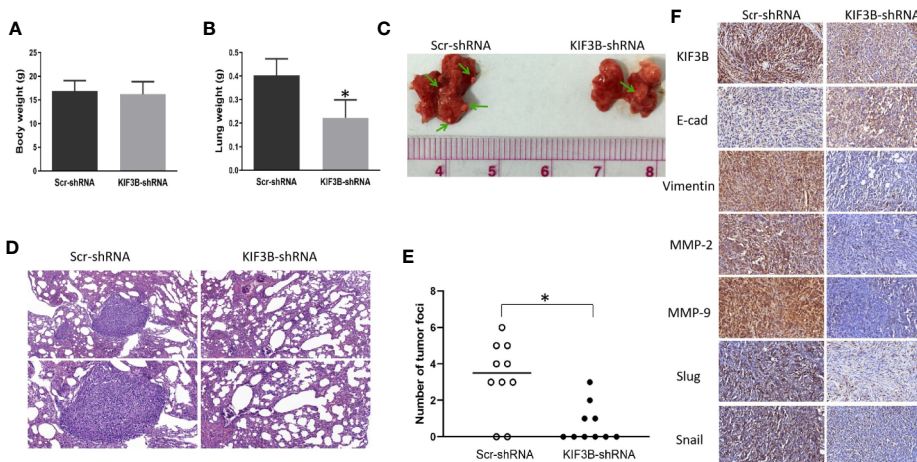 A
Body weight (g)
25
20
15
10
5
0
Scr-shRNA KIF3B-shRNA
B
Lung weight (g)
0.4
0.3
0.2
0.1
0.0
*
Scr-shRNA KIF3B-shRNA
C
Scr-shRNA KIF3B-shRNA
4 5 6 7 8
D
Scr-shRNA KIF3B-shRNA
E
Number of tumor foci
8
6
4
2
0
*
Scr-shRNA KIF3B-shRNA
F
Scr-shRNA KIF3B-shRNA
KIF3B
E-cad
Vimentin
MMP-2
MMP-9
Slug
Snail